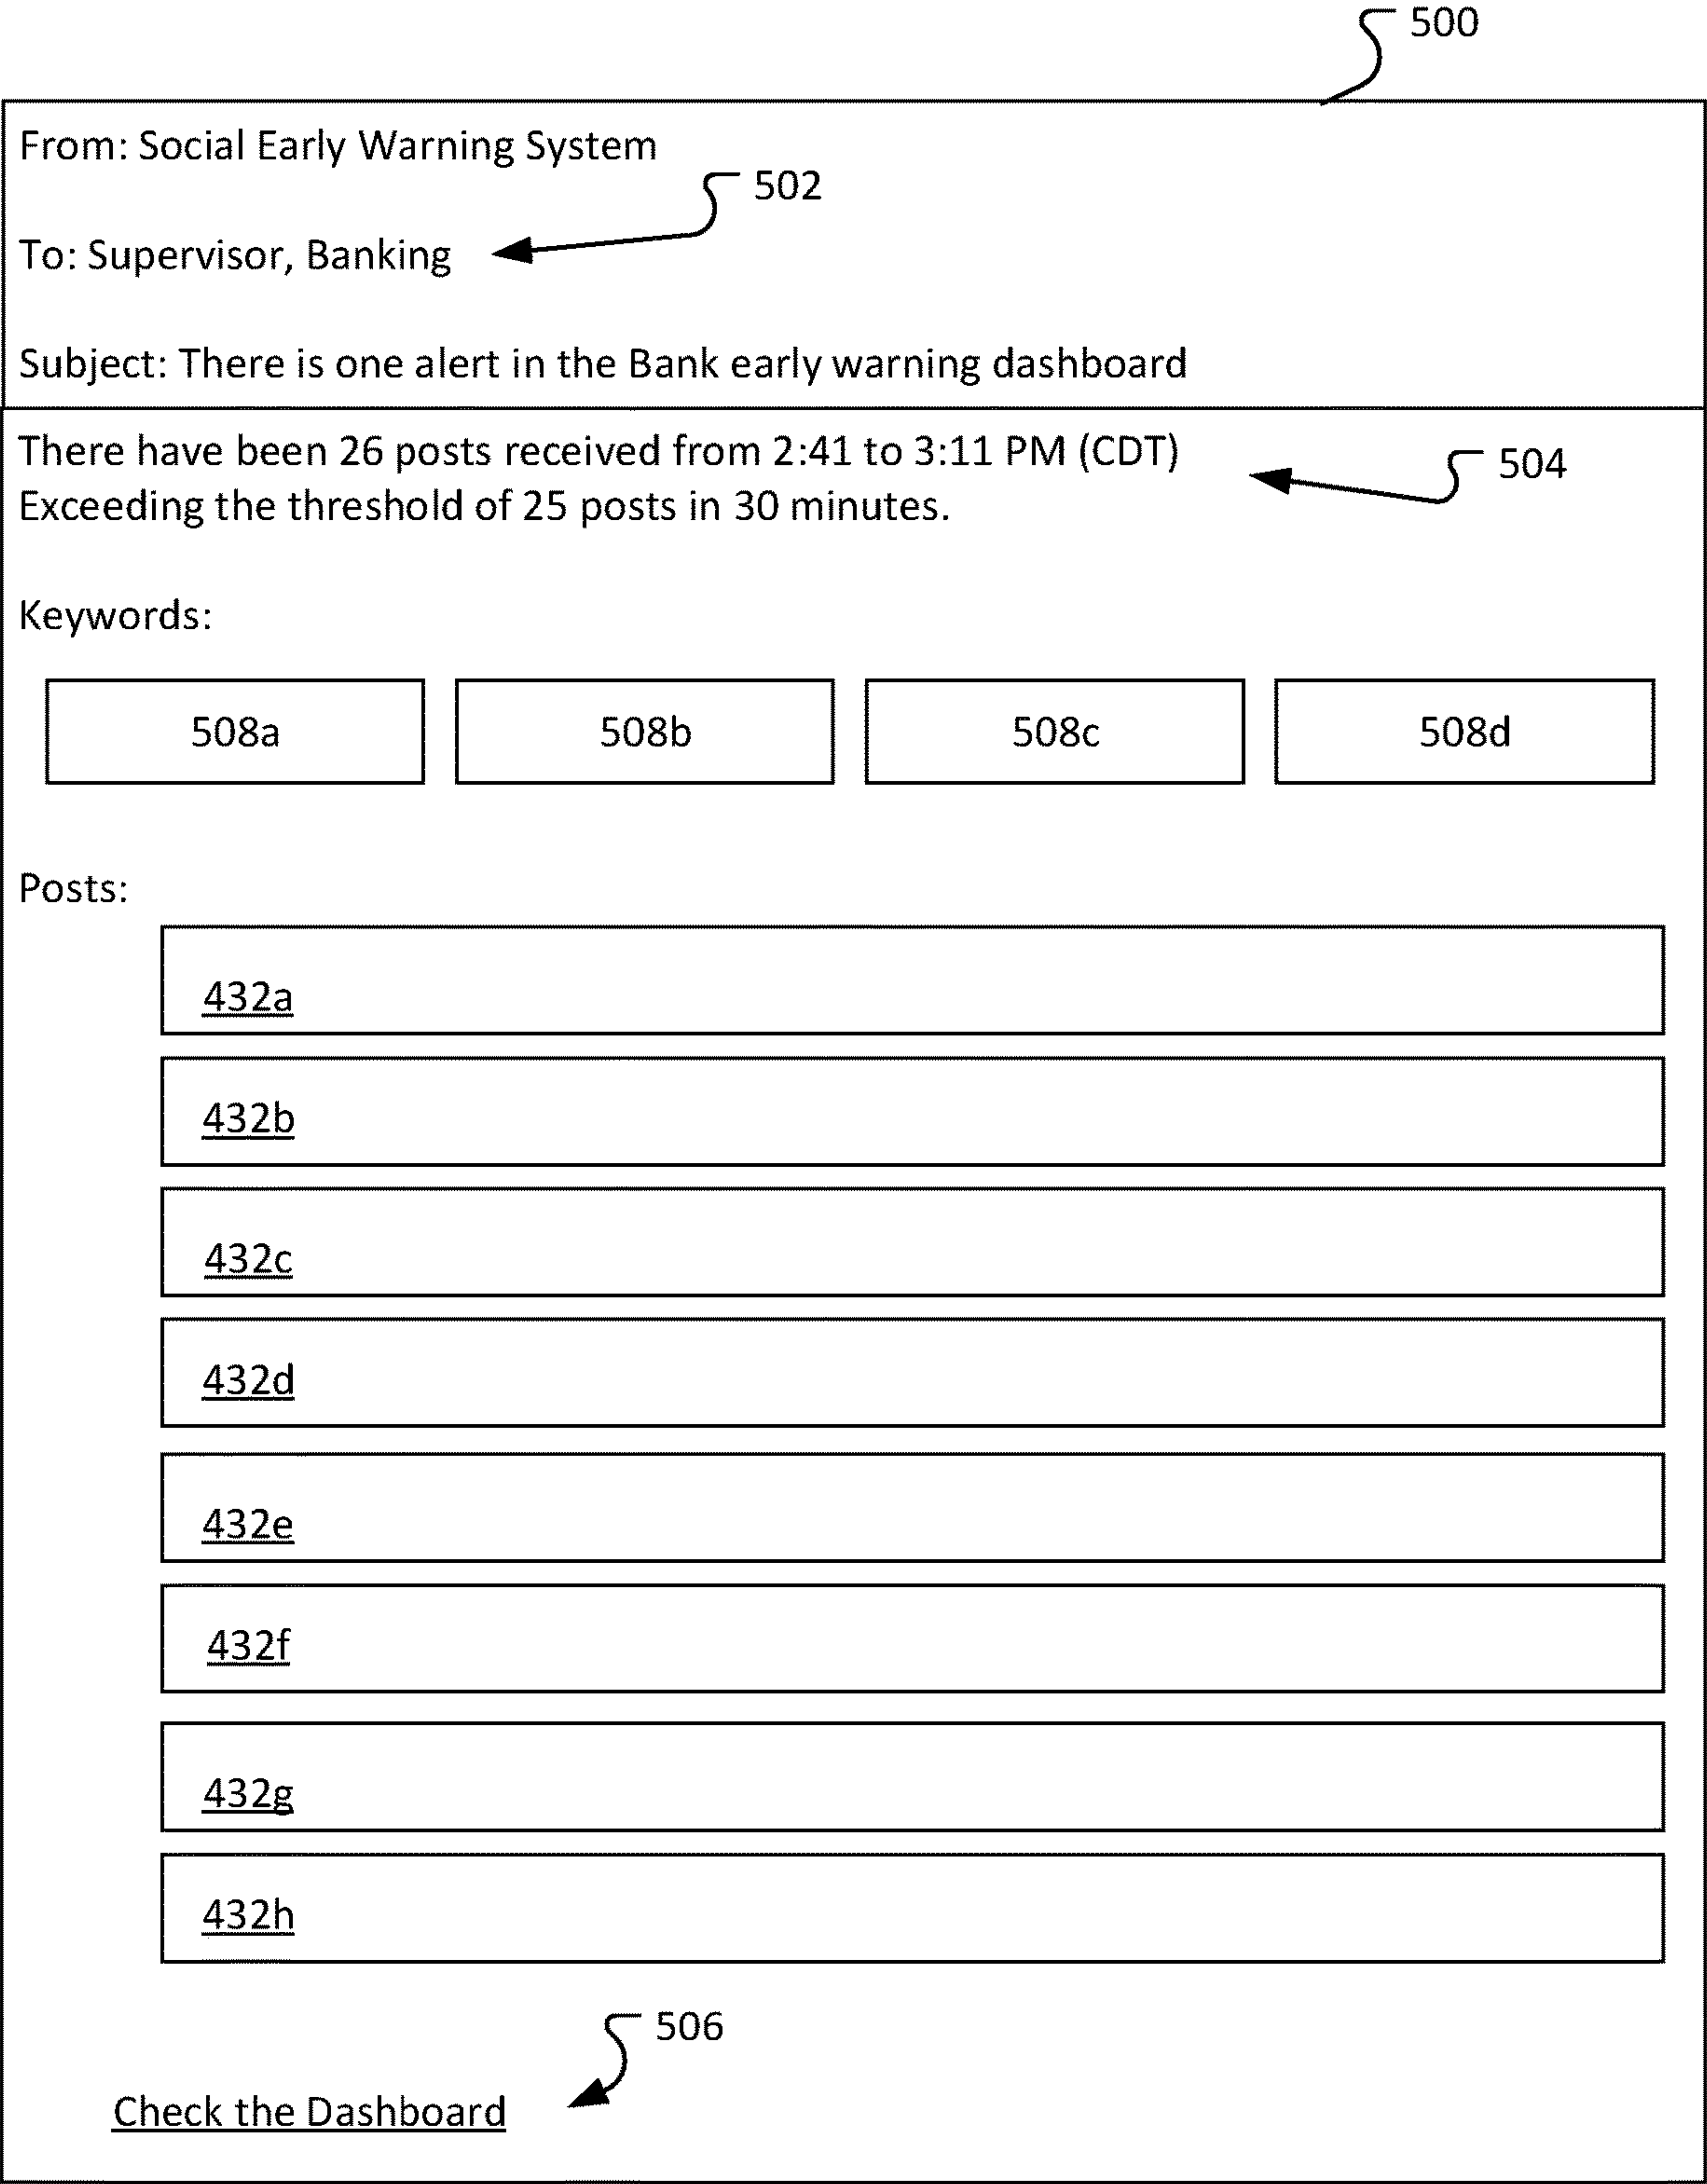 500
From: Social Early Warning System
502
To: Supervisor, Banking
Subject: There is one alert in the Bank early warning dashboard
There have been 26 posts received from 2:41 to 3:11 PM (CDT)
504
Exceeding the threshold of 25 posts in 30 minutes.
Keywords:
508a 508b 508c 508d
Posts:
432a
432b
432c
432d
432e
432f
432g
432h
506
Check the Dashboard